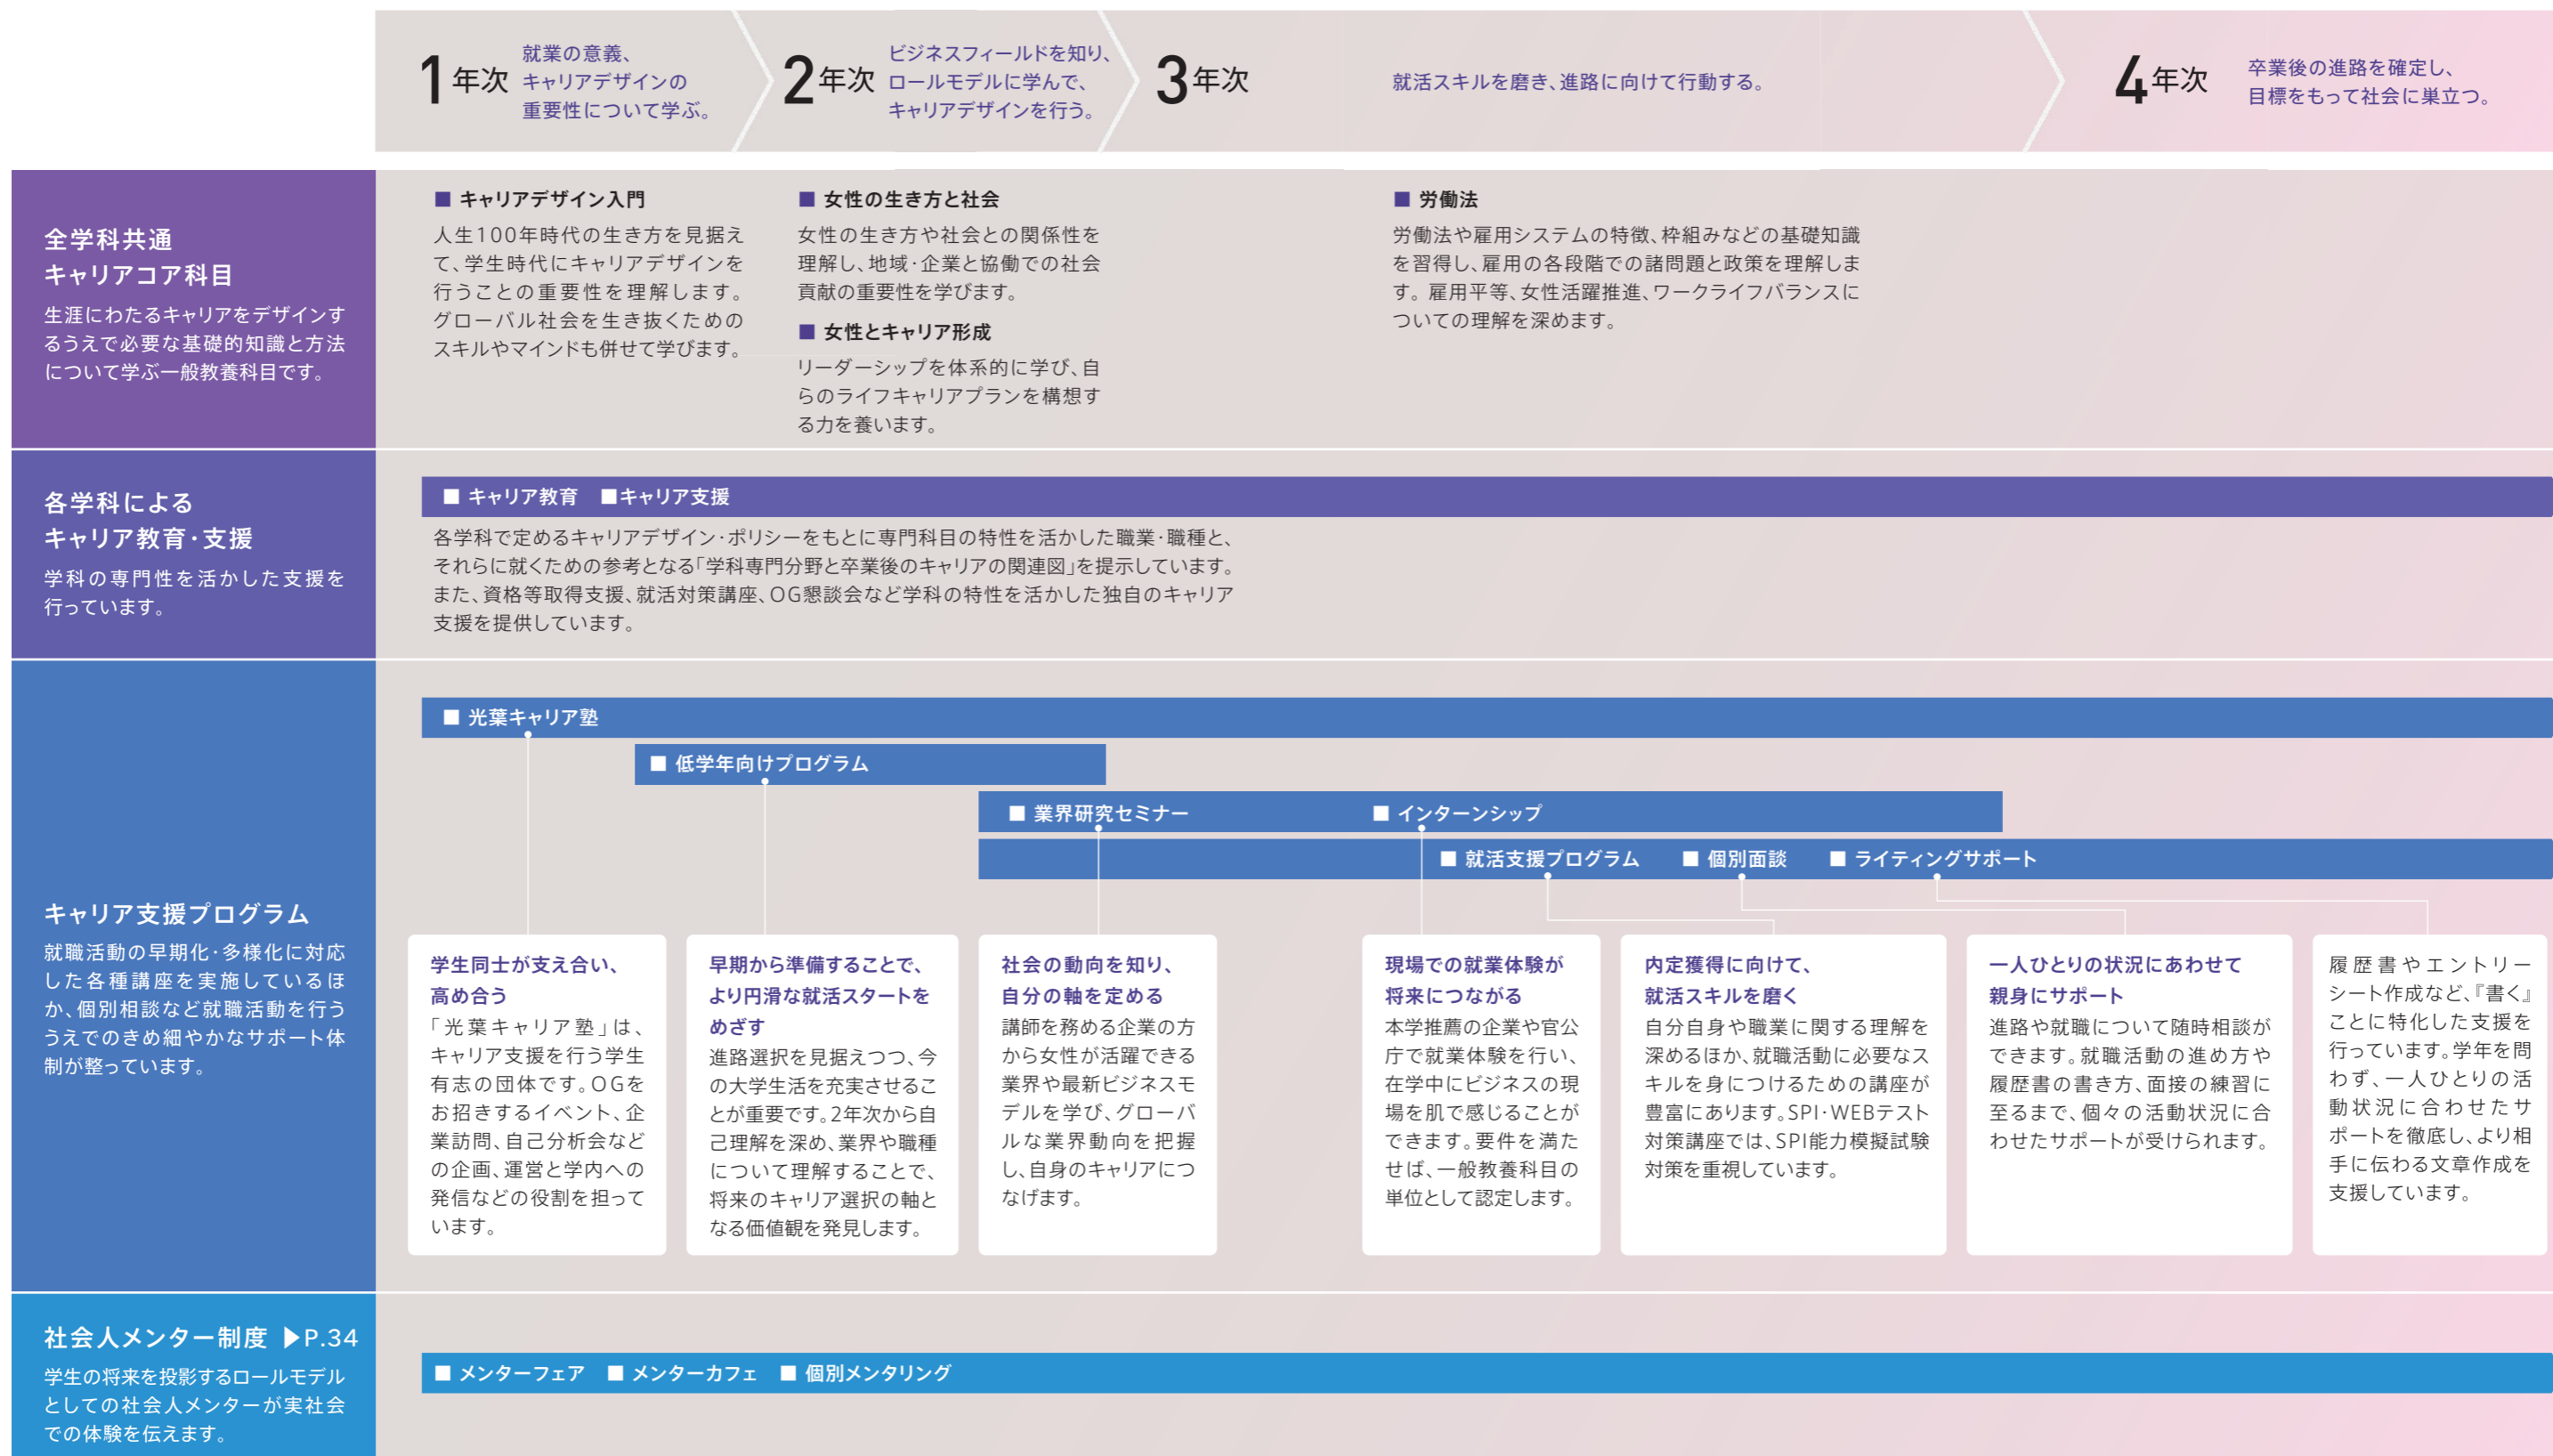 1年次
就業の意義、
キャリアデザインの
重要性について学ぶ。
2年次
ビジネスフィールドを知り、
ロールモデルに学んで、
キャリアデザインを行う。
3年次
就活スキルを磨き、進路に向けて行動する。
4年次
卒業後の進路を確定し、
目標をもって社会に巣立つ。
全学科共通
キャリアコア科目
生涯にわたるキャリアをデザインす
るうえで必要な基礎的知識と方法
について学ぶ一般教養科目です。
■ キャリアデザイン入門
人生100年時代の生き方を見据え
て、学生時代にキャリアデザインを
行うことの重要性を理解します。
グローバル社会を生き抜くための
スキルやマインドも併せて学びます。
■ 女性の生き方と社会
女性の生き方や社会との関係性を
理解し、地域・企業と協働での社会
貢献の重要性を学びます。
■ 女性とキャリア形成
リーダーシップを体系的に学び、自
らのライフキャリアプランを構想す
る力を養います。
■ 労働法
労働法や雇用システムの特徴、枠組みなどの基礎知識
を習得し、雇用の各段階での諸問題と政策を理解しま
す。雇用平等、女性活躍推進、ワークライフバランスに
ついての理解を深めます。
各学科による
キャリア教育・支援
学科の専門性を活かした支援を
行っています。
■ キャリア教育 ■キャリア支援
各学科で定めるキャリアデザイン・ポリシーをもとに専門科目の特性を活かした職業・職種と、
それらに就くための参考となる「学科専門分野と卒業後のキャリアの関連図」を提示しています。
また、資格等取得支援、就活対策講座、OG懇談会など学科の特性を活かした独自のキャリア
支援を提供しています。
キャリア支援プログラム
就職活動の早期化・多様化に対応
した各種講座を実施しているほ
か、個別相談など就職活動を行う
うえでのきめ細やかなサポート体
制が整っています。
■ 光葉キャリア塾
■ 低学年向けプログラム
■ 業界研究セミナー ■ インターンシップ
■ 就活支援プログラム ■ 個別面談 ■ ライティングサポート
学生同士が支え合い、
高め合う
「光葉キャリア塾」は、
キャリア支援を行う学生
有志の団体です。OGを
お招きするイベント、企
業訪問、自己分析会など
の企画、運営と学内への
発信などの役割を担って
います。
早期から準備することで、
より円滑な就活スタートを
めざす
進路選択を見据えつつ、今
の大学生活を充実させるこ
とが重要です。2年次から自
己理解を深め、業界や職種
について理解することで、
将来のキャリア選択の軸と
なる価値観を発見します。
社会の動向を知り、
自分の軸を定める
講師を務める企業の方
から女性が活躍できる
業界や最新ビジネスモ
デルを学び、グローバ
ルな業界動向を把握
し、自身のキャリアにつ
なげます。
現場での就業体験が
将来につながる
本学推薦の企業や官公
庁で就業体験を行い、
在学中にビジネスの現
場を肌で感じることが
できます。要件を満た
せば、一般教養科目の
単位として認定します。
内定獲得に向けて、
就活スキルを磨く
自分自身や職業に関する理解を
深めるほか、就職活動に必要なス
キルを身につけるための講座が
豊富にあります。SPI・WEBテスト
対策講座では、SPI能力模擬試験
対策を重視しています。
一人ひとりの状況にあわせて
親身にサポート
進路や就職について随時相談が
できます。就職活動の進め方や
履歴書の書き方、面接の練習に
至るまで、個々の活動状況に合
わせたサポートが受けられます。
履歴書やエントリー
シート作成など、『書く』
ことに特化した支援を
行っています。学年を問
わず、一人ひとりの活
動状況に合わせたサ
ポートを徹底し、より相
手に伝わる文章作成を
支援しています。
社会人メンター制度 ▶P.34
学生の将来を投影するロールモデル
としての社会人メンターが実社会
での体験を伝えます。
■ メンターフェア ■ メンターカフェ ■ 個別メンタリング